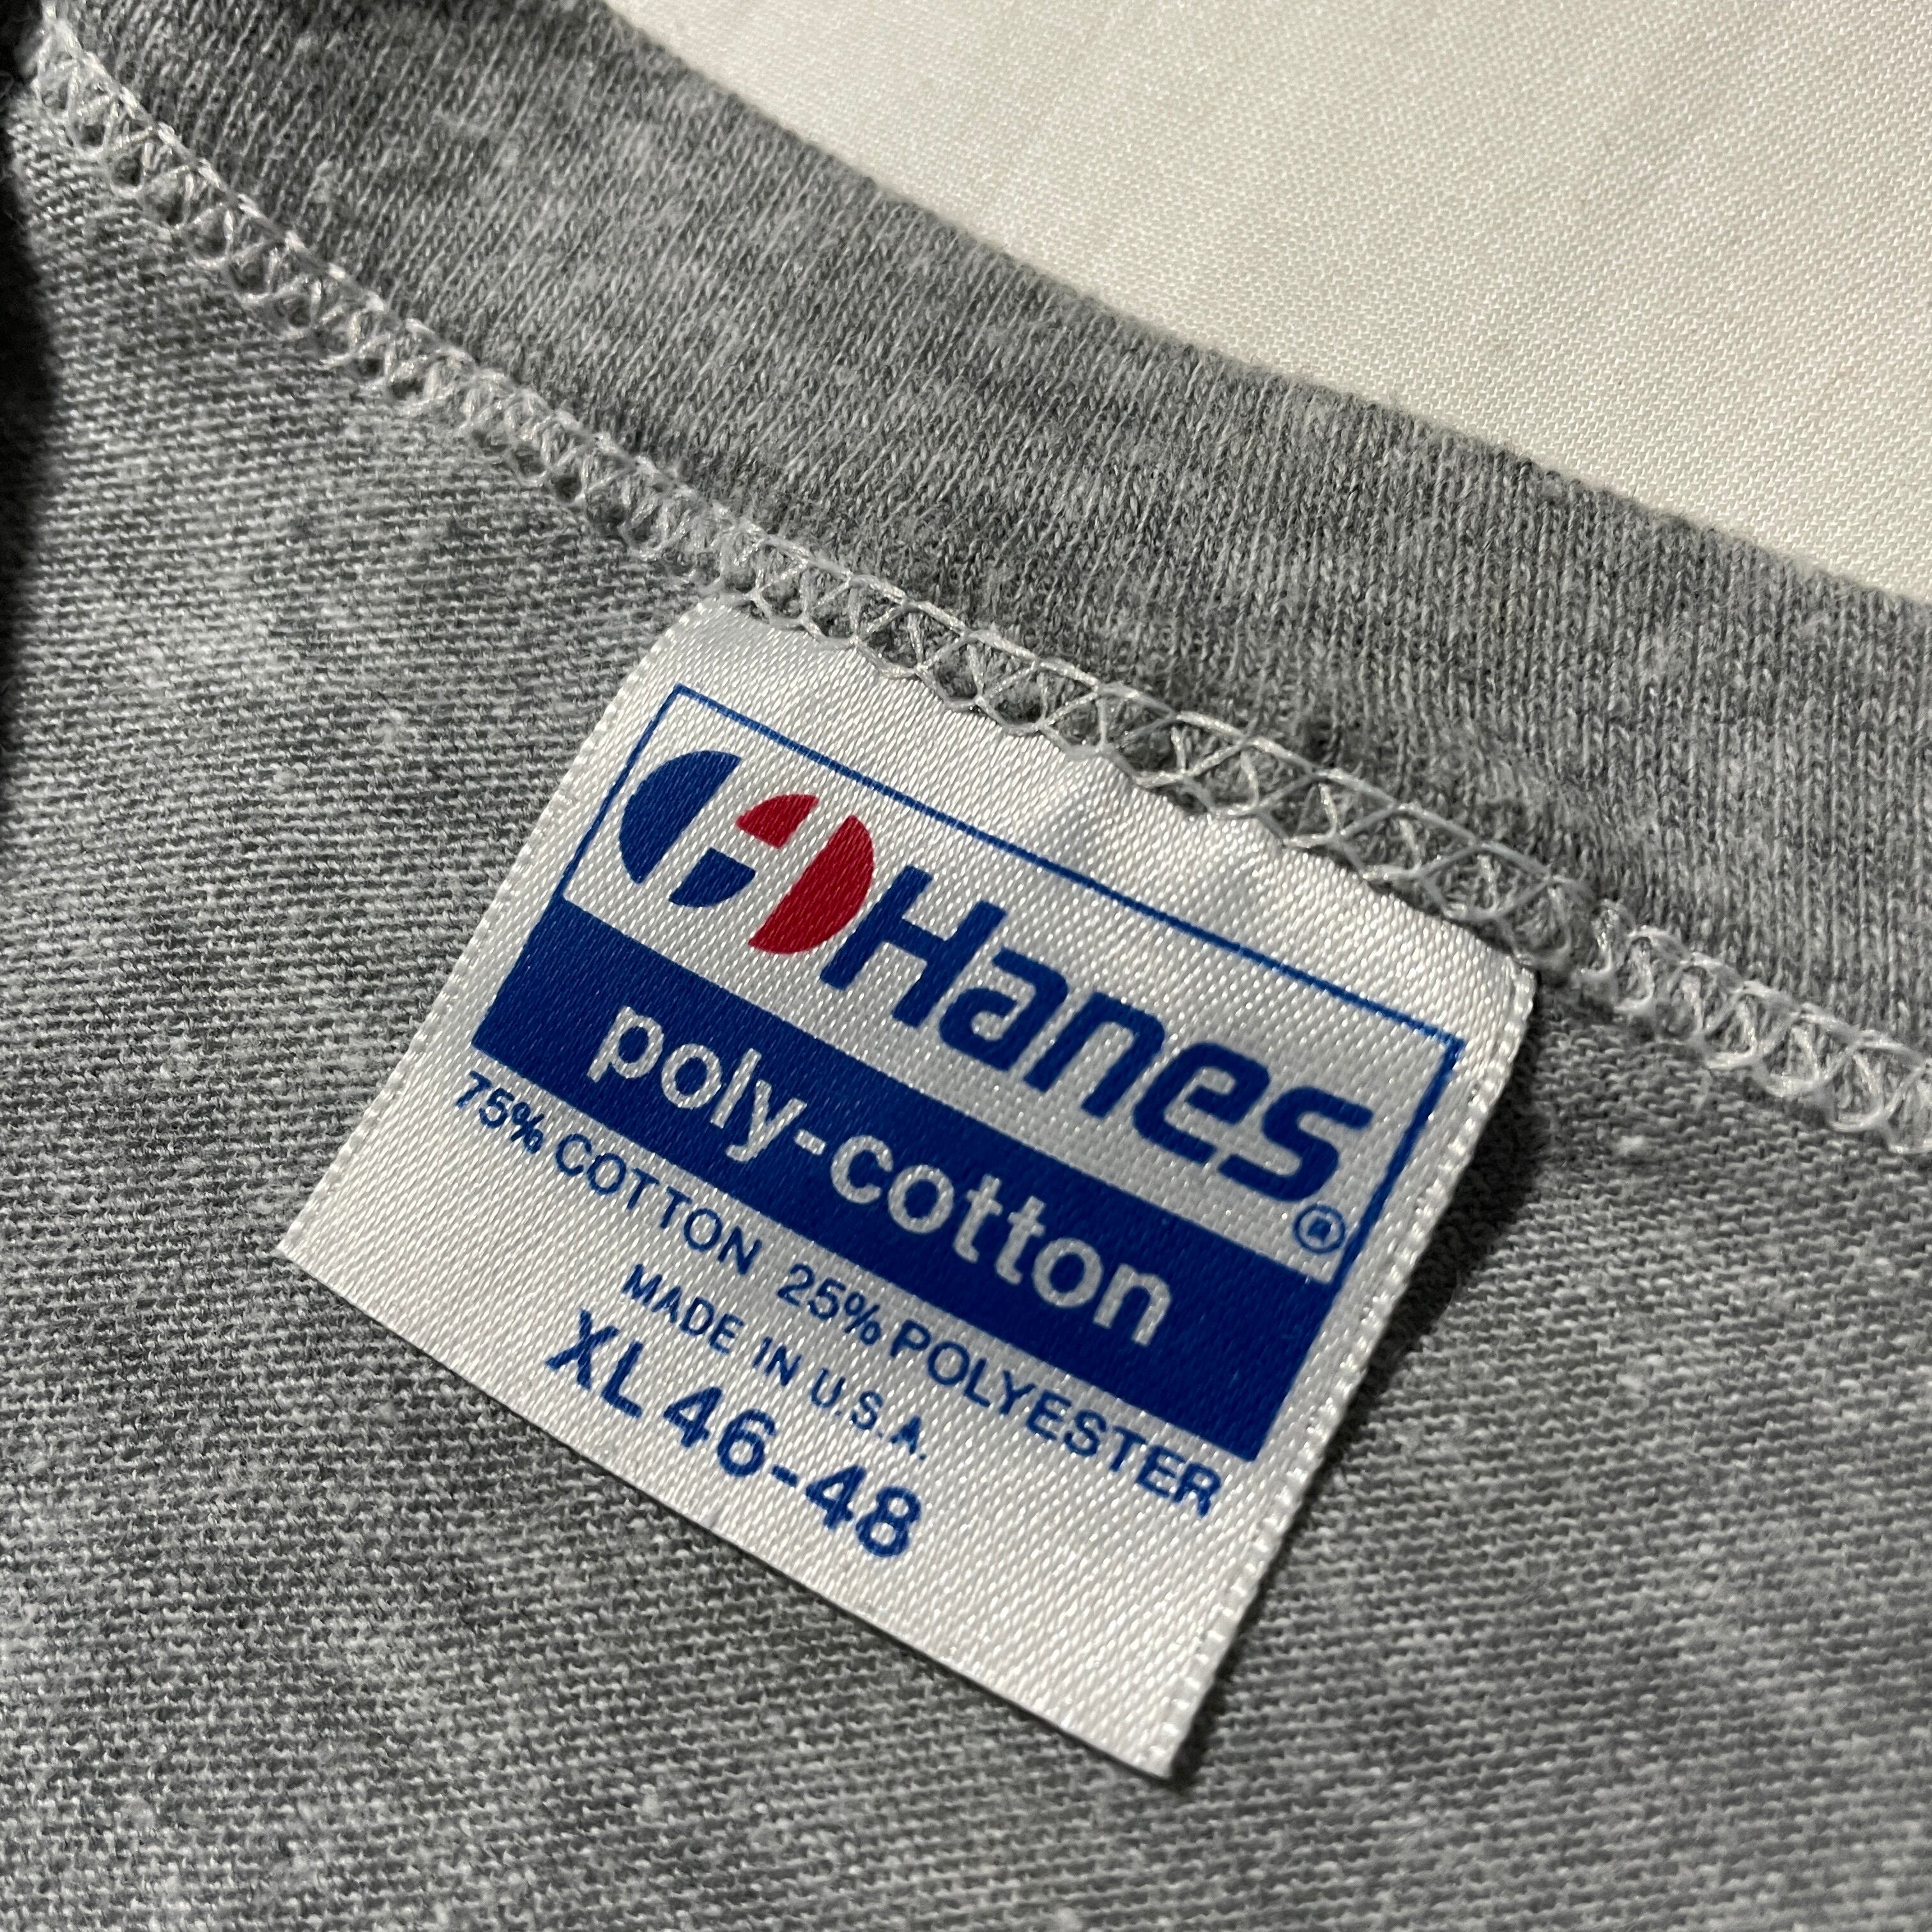 H Hanes®
poly-cotton
75% COTTON 25% POLYESTER
MADE IN U.S.A.
XL 46-48